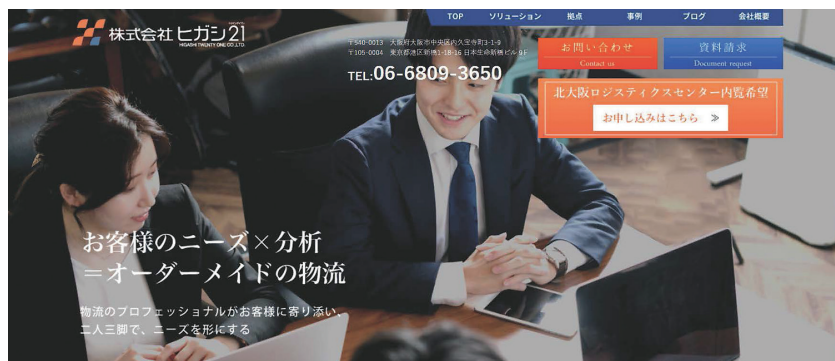 TOP ソリューション 拠点 事例 ブログ 会社概要
株式会社 ヒガシ21
HIGASHI TWENTY ONE CO.,LTD.
〒540-0013 大阪府大阪市中央区内久宝寺町3-1-9
〒105-0004 東京都港区新橋1-18-16 日本生命新橋ビル9F
TEL:06-6809-3650
お問い合わせ
Contact us
資料請求
Document request
北大阪ロジスティクスセンター内覧希望
お申し込みはこちら ≫
お客様のニーズ×分析
=オーダーメイドの物流
物流のプロフェッショナルがお客様に寄り添い、
二人三脚で、ニーズを形にする